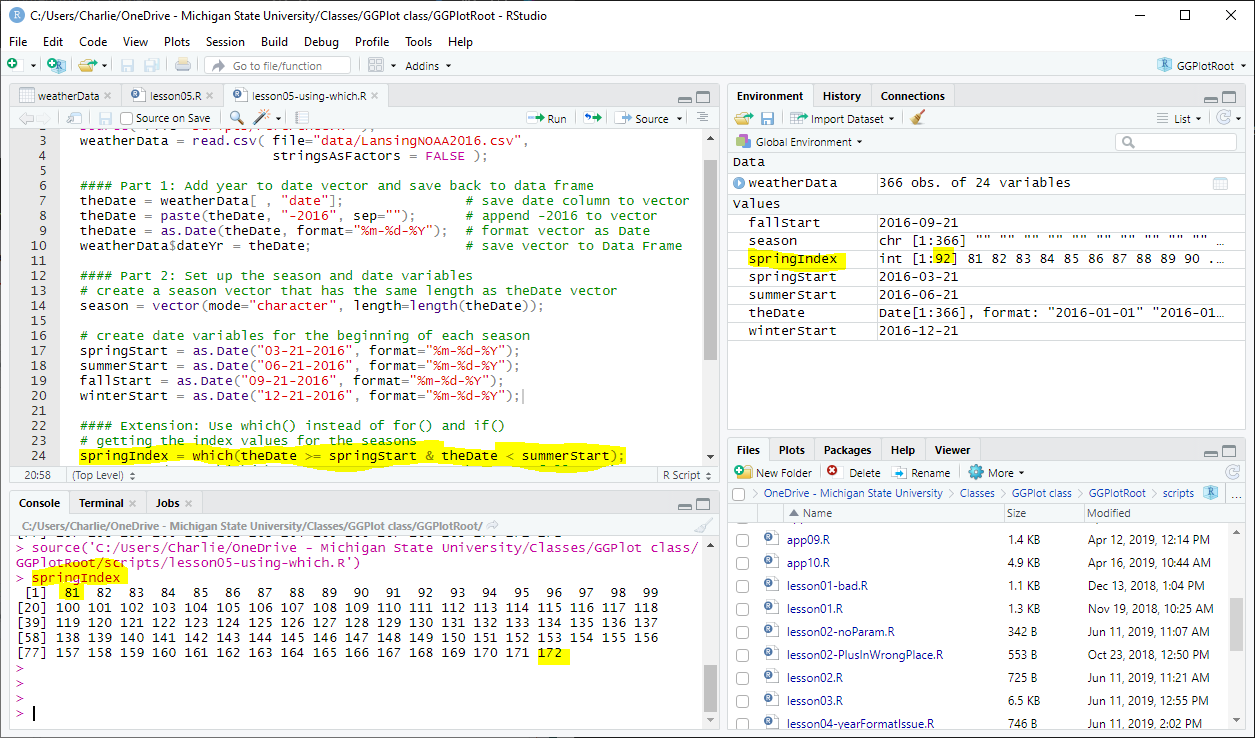 C:/Users/Charlie/OneDrive - Michigan State University/Classes/GGPlot class/GGPlotRoot - RStudio
File Edit Code View Plots Session Build Debug Profile Tools Help
Go to file/function Addins GGPlotRoot
weatherData lesson05.R lesson05-using-which.R
Source on Save Run Source
3 weatherData = read.csv( file="data/LansingNOAA2016.csv",
4 stringsAsFactors = FALSE );
5
6 #### Part 1: Add year to date vector and save back to data frame
7 theDate = weatherData[ , "date"]; # save date column to vector
8 theDate = paste(theDate, "-2016", sep=""); # append -2016 to vector
9 theDate = as.Date(theDate, format="%m-%d-%Y"); # format vector as Date
10 weatherData$dateYr = theDate; # save vector to Data Frame
11
12 #### Part 2: Set up the season and date variables
13 # create a season vector that has the same length as theDate vector
14 season = vector(mode="character", length=length(theDate));
15
16 # create date variables for the beginning of each season
17 springStart = as.Date("03-21-2016", format="%m-%d-%Y");
18 summerStart = as.Date("06-21-2016", format="%m-%d-%Y");
19 fallStart = as.Date("09-21-2016", format="%m-%d-%Y");
20 winterStart = as.Date("12-21-2016", format="%m-%d-%Y");
21
22 #### Extension: Use which() instead of for() and if()
23 # getting the index values for the seasons
24 springIndex = which(theDate >= springStart & theDate < summerStart);
20:58 (Top Level) R Script
Console Terminal Jobs
C:/Users/Charlie/OneDrive - Michigan State University/Classes/GGPlot class/GGPlotRoot/
> source('C:/Users/Charlie/OneDrive - Michigan State University/Classes/GGPlot class/
GGPlotRoot/scripts/lesson05-using-which.R')
> springIndex
[1] 81 82 83 84 85 86 87 88 89 90 91 92 93 94 95 96 97 98 99
[20] 100 101 102 103 104 105 106 107 108 109 110 111 112 113 114 115 116 117 118
[39] 119 120 121 122 123 124 125 126 127 128 129 130 131 132 133 134 135 136 137
[58] 138 139 140 141 142 143 144 145 146 147 148 149 150 151 152 153 154 155 156
[77] 157 158 159 160 161 162 163 164 165 166 167 168 169 170 171 172
>
>
>
>
Environment History Connections
Import Dataset List
Global Environment
Data
weatherData 366 obs. of 24 variables
Values
fallStart 2016-09-21
season chr [1:366] "" "" "" "" "" "" "" "" "" "" ...
springIndex int [1:92] 81 82 83 84 85 86 87 88 89 90 ...
springStart 2016-03-21
summerStart 2016-06-21
theDate Date[1:366], format: "2016-01-01" "2016-01...
winterStart 2016-12-21
Files Plots Packages Help Viewer
New Folder Delete Rename More
OneDrive - Michigan State University Classes GGPlot class GGPlotRoot scripts ...
Name Size Modified
app09.R 1.4 KB Apr 12, 2019, 12:14 PM
app10.R 4.9 KB Apr 16, 2019, 10:44 AM
lesson01-bad.R 1.1 KB Dec 13, 2018, 1:04 PM
lesson01.R 1.3 KB Nov 19, 2018, 10:25 AM
lesson02-noParam.R 342 B Jun 11, 2019, 11:07 AM
lesson02-PlusInWrongPlace.R 553 B Oct 23, 2018, 12:50 PM
lesson02.R 725 B Jun 11, 2019, 11:21 AM
lesson03.R 6.5 KB Jun 11, 2019, 12:55 PM
lesson04-yearFormatIssue.R 746 B Jun 11, 2019, 2:02 PM